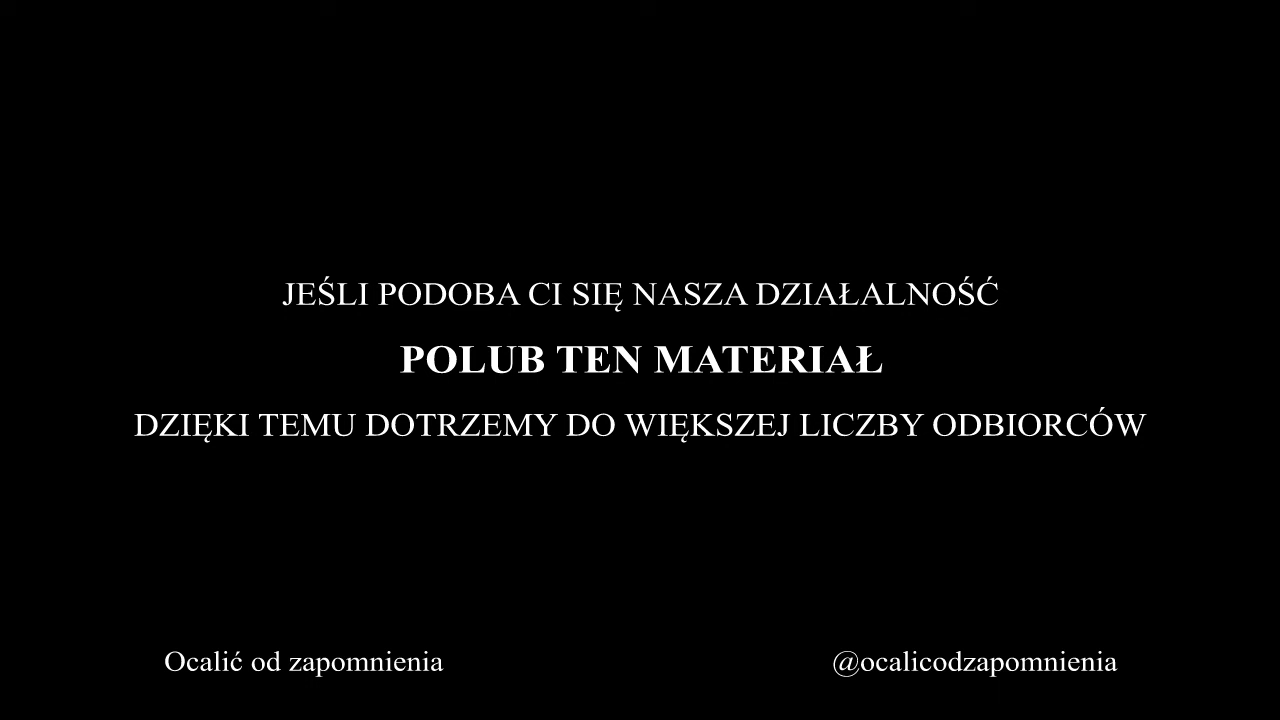 JEŚLI PODOBA CI SIĘ NASZA DZIAŁALNOŚĆ
POLUB TEN MATERIAŁ
DZIĘKI TEMU DOTRZEMY DO WIĘKSZEJ LICZBY ODBIORCÓW
Ocalić od zapomnienia
@ocalicodzapomnienia